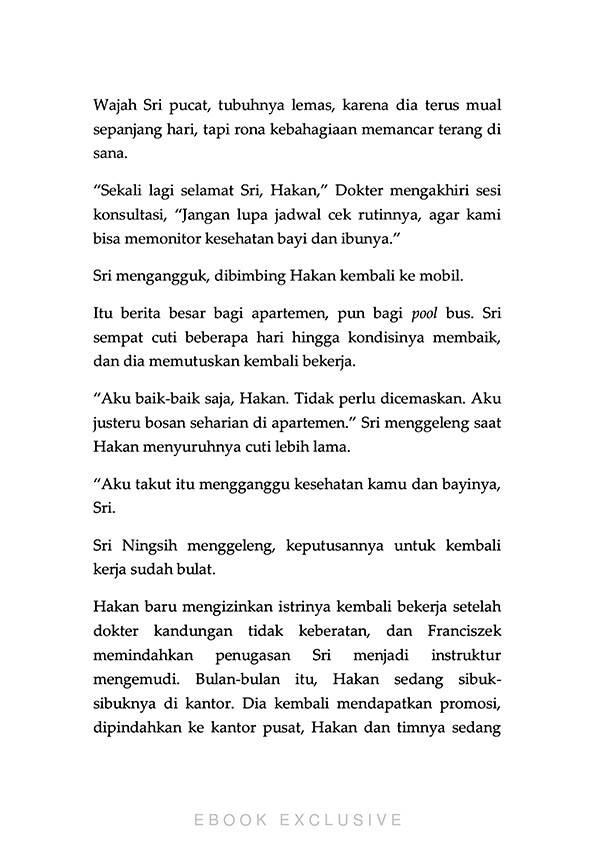 Wajah Sri pucat, tubuhnya lemas, karena dia terus mual
sepanjang hari, tapi rona kebahagiaan memancar terang di
sana.
“Sekali lagi selamat Sri, Hakan,” Dokter mengakhiri sesi
konsultasi, “Jangan lupa jadwal cek rutinnya, agar kami
bisa memonitor kesehatan bayi dan ibunya.”
Sri mengangguk, dibimbing Hakan kembali ke mobil.
Itu berita besar bagi apartemen, pun bagi pool bus. Sri
sempat cuti beberapa hari hingga kondisinya membaik,
dan dia memutuskan kembali bekerja.
“Aku baik-baik saja, Hakan. Tidak perlu dicemaskan. Aku
justeru bosan seharian di apartemen.” Sri menggeleng saat
Hakan menyuruhnya cuti lebih lama.
“Aku takut itu mengganggu kesehatan kamu dan bayinya,
Sri.
Sri Ningsih menggeleng, keputusannya untuk kembali
kerja sudah bulat.
Hakan baru mengizinkan istrinya kembali bekerja setelah
dokter kandungan tidak keberatan, dan Franciszek
memindahkan penugasan Sri menjadi instruktur
mengemudi. Bulan-bulan itu, Hakan sedang sibuk-
sibuknya di kantor. Dia kembali mendapatkan promosi,
dipindahkan ke kantor pusat, Hakan dan timnya sedang
EBOOK EXCLUSIVE